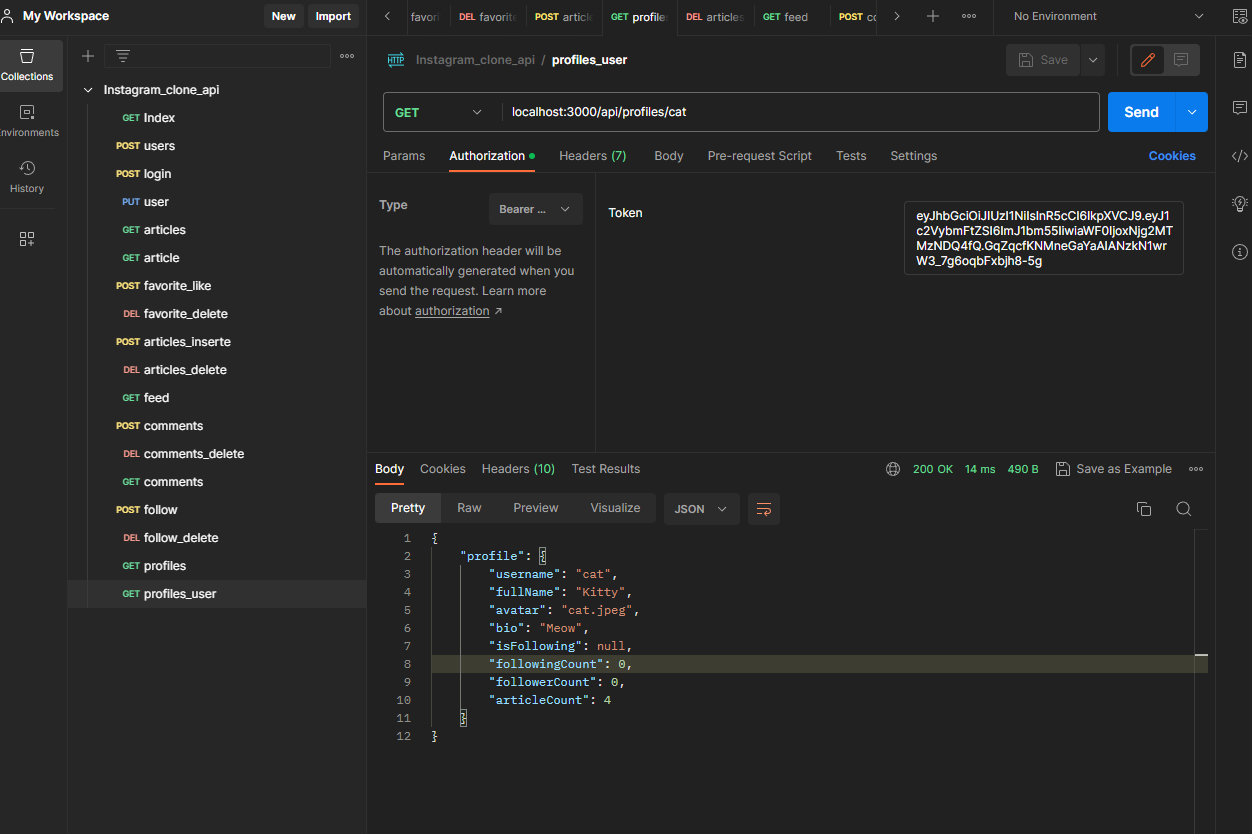 My Workspace
New
Import
favori
DEL favorite
POST article
GET profile
DEL articles
GET feed
POST co
No Environment
Collections
Environments
History
Instagram_clone_api
GET Index
POST users
POST login
PUT user
GET articles
GET article
POST favorite_like
DEL favorite_delete
POST articles_inserte
DEL articles_delete
GET feed
POST comments
DEL comments_delete
GET comments
POST follow
DEL follow_delete
GET profiles
GET profiles_user
HTTP Instagram_clone_api / profiles_user
Save
GET
localhost:3000/api/profiles/cat
Send
Params
Authorization
Headers (7)
Body
Pre-request Script
Tests
Settings
Cookies
Type
Bearer ...
The authorization header will be
automatically generated when you
send the request. Learn more
about authorization ↗
Token
Body
Cookies
Headers (10)
Test Results
200 OK
14 ms
490 B
Save as Example
Pretty
Raw
Preview
Visualize
JSON
1 {
2 "profile": {
3 "username": "cat",
4 "fullName": "Kitty",
5 "avatar": "cat.jpeg",
6 "bio": "Meow",
7 "isFollowing": null,
8 "followingCount": 0,
9 "followerCount": 0,
10 "articleCount": 4
11 }
12 }